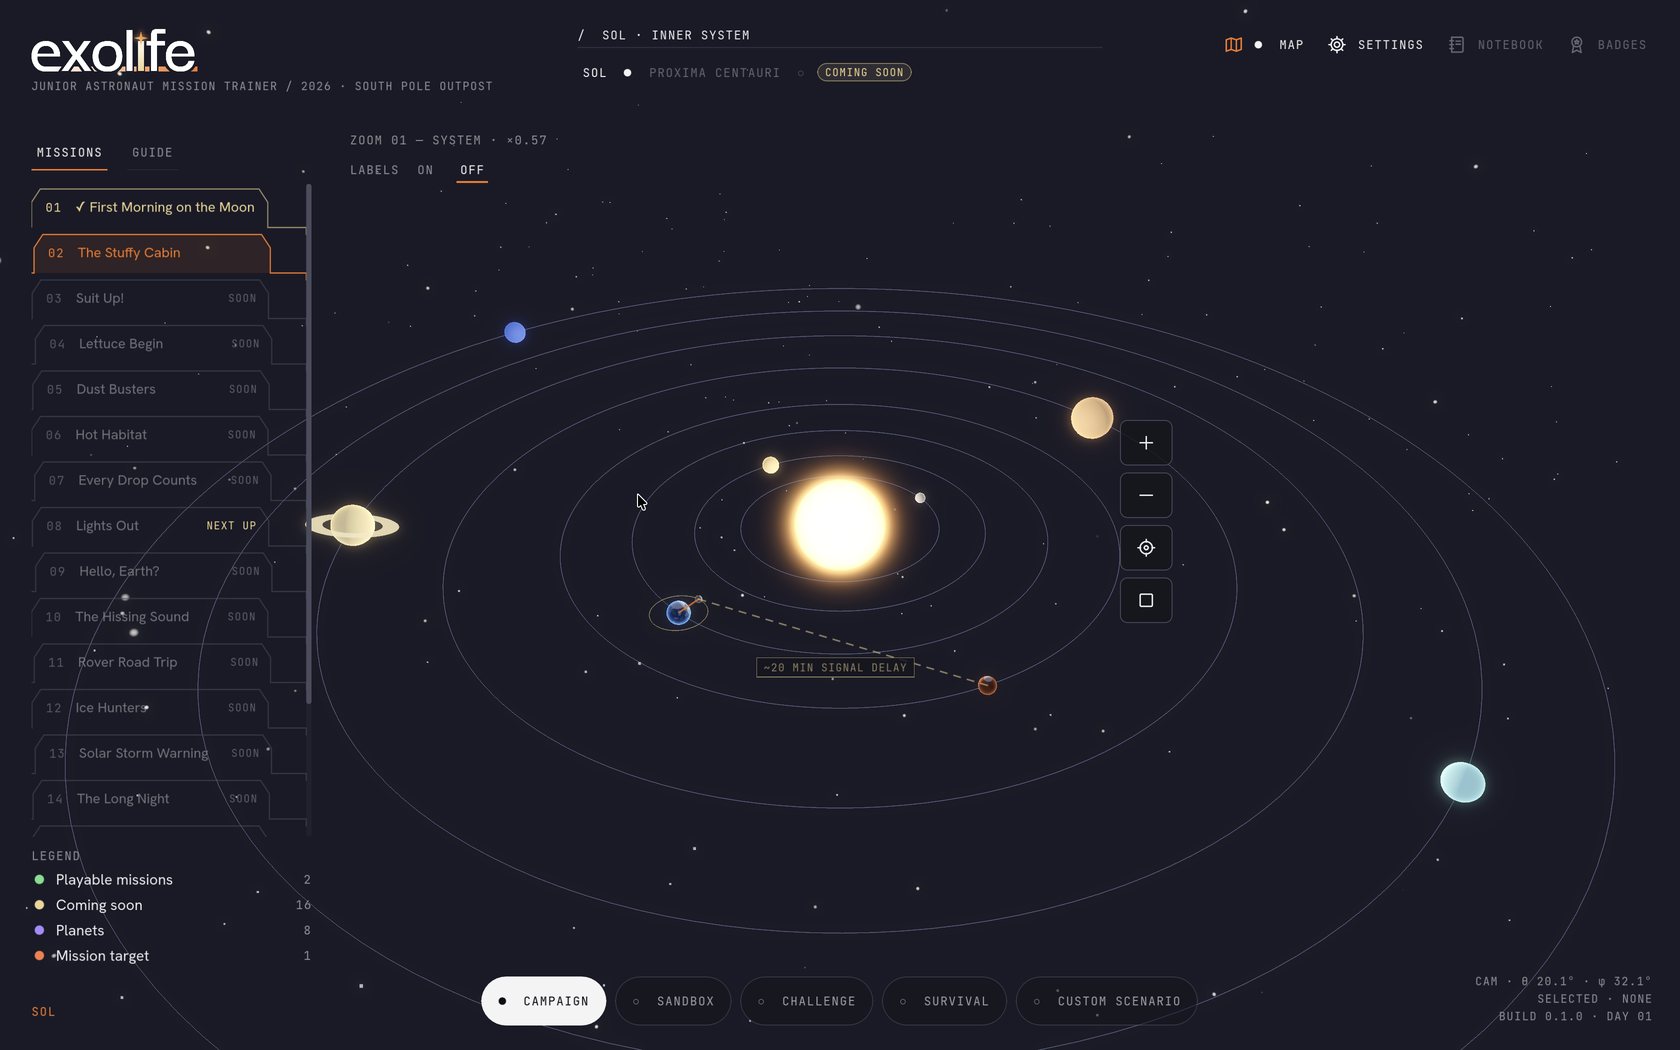 exolife
JUNIOR ASTRONAUT MISSION TRAINER / 2026 · SOUTH POLE OUTPOST
/ SOL · INNER SYSTEM
SOL ● PROXIMA CENTAURI ○ COMING SOON
● MAP SETTINGS NOTEBOOK BADGES
MISSIONS GUIDE
ZOOM 01 — SYSTEM · ×0.57
LABELS ON OFF
01 ✓ First Morning on the Moon
02 The Stuffy Cabin
03 Suit Up! SOON
04 Lettuce Begin SOON
05 Dust Busters SOON
06 Hot Habitat SOON
07 Every Drop Counts SOON
08 Lights Out NEXT UP
09 Hello, Earth? SOON
10 The Hissing Sound SOON
11 Rover Road Trip SOON
12 Ice Hunters SOON
13 Solar Storm Warning SOON
14 The Long Night SOON
+
−
~20 MIN SIGNAL DELAY
LEGEND
Playable missions 2
Coming soon 16
Planets 8
Mission target 1
SOL
● CAMPAIGN ○ SANDBOX ○ CHALLENGE ○ SURVIVAL ○ CUSTOM SCENARIO
CAM · θ 20.1° · φ 32.1°
SELECTED · NONE
BUILD 0.1.0 · DAY 01